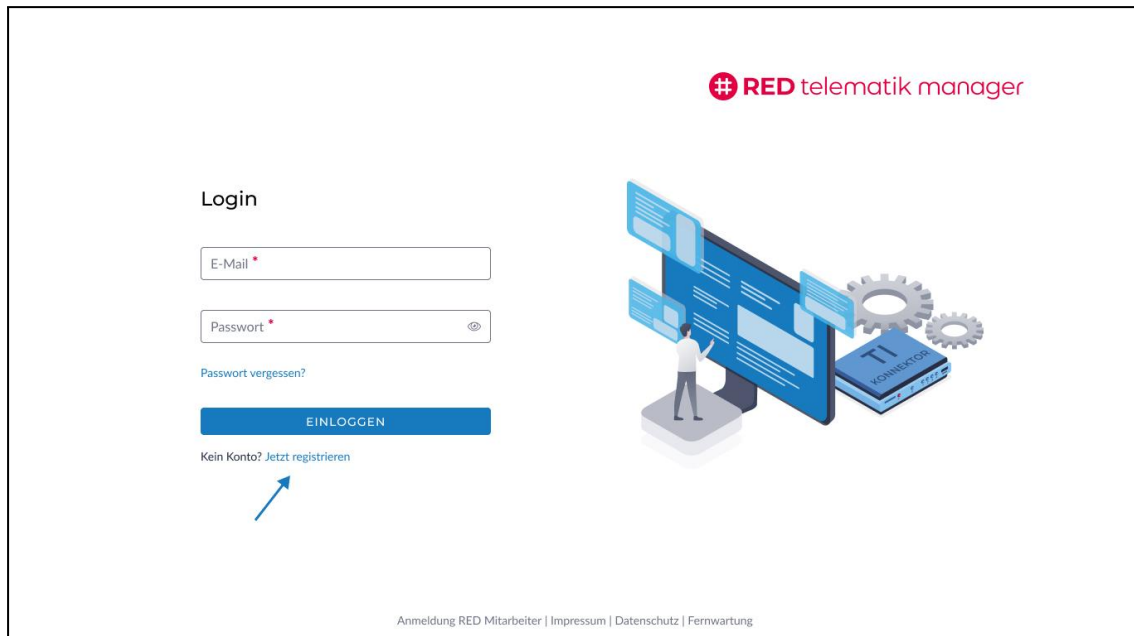 # RED telematik manager
Login
E-Mail *
Passwort *
Passwort vergessen?
EINLOGGEN
Kein Konto? Jetzt registrieren
TI
KONNEKTOR
Anmeldung RED Mitarbeiter | Impressum | Datenschutz | Fernwartung